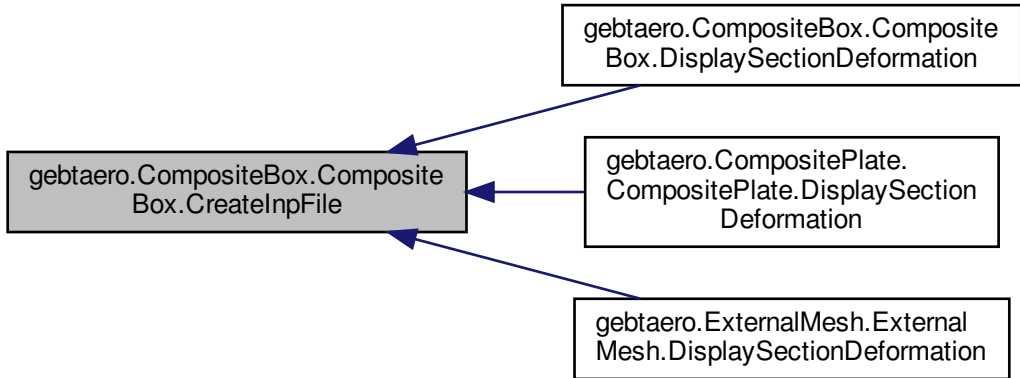 gebtaero.CompositeBox.Composite
Box.CreateInpFile
gebtaero.CompositeBox.Composite
Box.DisplaySectionDeformation
gebtaero.CompositePlate.
CompositePlate.DisplaySection
Deformation
gebtaero.ExternalMesh.External
Mesh.DisplaySectionDeformation